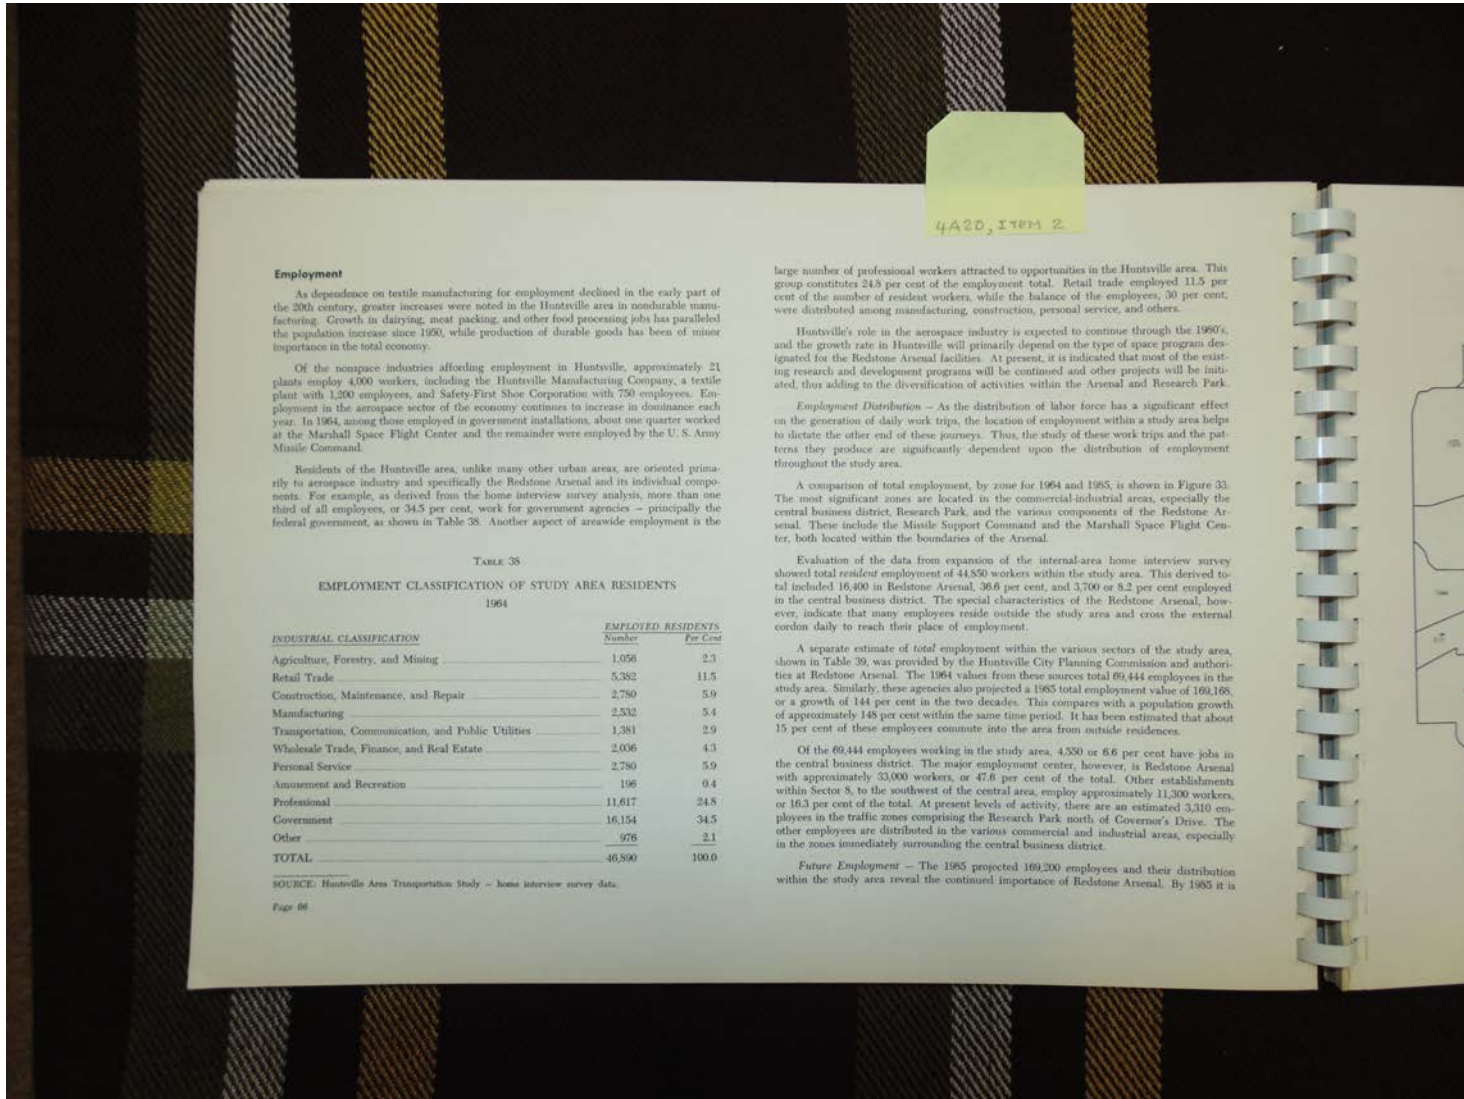 4A20, ITEM 2
Employment
As dependence on textile manufacturing for employment declined in the early part of
the 20th century, greater increases were noted in the Huntsville area in nondurable manu-
facturing. Growth in dairying, meat packing, and other food processing jobs has paralleled
the population increase since 1950, while production of durable goods has been of minor
importance in the total economy.
Of the nonspace industries affording employment in Huntsville, approximately 21
plants employ 4,000 workers, including the Huntsville Manufacturing Company, a textile
plant with 1,200 employees, and Safety-First Shoe Corporation with 750 employees. Em-
ployment in the aerospace sector of the economy continues to increase in dominance each
year. In 1964, among those employed in government installations, about one quarter worked
at the Marshall Space Flight Center and the remainder were employed by the U. S. Army
Missile Command.
Residents of the Huntsville area, unlike many other urban areas, are oriented prima-
rily to aerospace industry and specifically the Redstone Arsenal and its individual compo-
nents. For example, as derived from the home interview survey analysis, more than one
third of all employees, or 34.5 per cent, work for government agencies — principally the
federal government, as shown in Table 38. Another aspect of areawide employment is the
TABLE 38
EMPLOYMENT CLASSIFICATION OF STUDY AREA RESIDENTS
1964
EMPLOYED RESIDENTS
INDUSTRIAL CLASSIFICATION Number Per Cent
Agriculture, Forestry, and Mining 1,056 2.3
Retail Trade 5,382 11.5
Construction, Maintenance, and Repair 2,780 5.9
Manufacturing 2,532 5.4
Transportation, Communication, and Public Utilities 1,381 2.9
Wholesale Trade, Finance, and Real Estate 2,036 4.3
Personal Service 2,780 5.9
Amusement and Recreation 196 0.4
Professional 11,617 24.8
Government 16,154 34.5
Other 976 2.1
TOTAL 46,890 100.0
SOURCE: Huntsville Area Transportation Study — home interview survey data.
Page 66
large number of professional workers attracted to opportunities in the Huntsville area. This
group constitutes 24.8 per cent of the employment total. Retail trade employed 11.5 per
cent of the number of resident workers, while the balance of the employees, 30 per cent,
were distributed among manufacturing, construction, personal service, and others.
Huntsville's role in the aerospace industry is expected to continue through the 1980's,
and the growth rate in Huntsville will primarily depend on the type of space program des-
ignated for the Redstone Arsenal facilities. At present, it is indicated that most of the exist-
ing research and development programs will be continued and other projects will be initi-
ated, thus adding to the diversification of activities within the Arsenal and Research Park.
Employment Distribution — As the distribution of labor force has a significant effect
on the generation of daily work trips, the location of employment within a study area helps
to dictate the other end of these journeys. Thus, the study of these work trips and the pat-
terns they produce are significantly dependent upon the distribution of employment
throughout the study area.
A comparison of total employment, by zone for 1964 and 1985, is shown in Figure 33.
The most significant zones are located in the commercial-industrial areas, especially the
central business district, Research Park, and the various components of the Redstone Ar-
senal. These include the Missile Support Command and the Marshall Space Flight Cen-
ter, both located within the boundaries of the Arsenal.
Evaluation of the data from expansion of the internal-area home interview survey
showed total resident employment of 44,850 workers within the study area. This derived to-
tal included 16,400 in Redstone Arsenal, 36.6 per cent, and 3,700 or 8.2 per cent employed
in the central business district. The special characteristics of the Redstone Arsenal, how-
ever, indicate that many employees reside outside the study area and cross the external
cordon daily to reach their place of employment.
A separate estimate of total employment within the various sectors of the study area,
shown in Table 39, was provided by the Huntsville City Planning Commission and authori-
ties at Redstone Arsenal. The 1964 values from these sources total 69,444 employees in the
study area. Similarly, these agencies also projected a 1985 total employment value of 169,168,
or a growth of 144 per cent in the two decades. This compares with a population growth
of approximately 148 per cent within the same time period. It has been estimated that about
15 per cent of these employees commute into the area from outside residences.
Of the 69,444 employees working in the study area, 4,550 or 6.6 per cent have jobs in
the central business district. The major employment center, however, is Redstone Arsenal
with approximately 33,000 workers, or 47.6 per cent of the total. Other establishments
within Sector 8, to the southwest of the central area, employ approximately 11,300 workers,
or 16.3 per cent of the total. At present levels of activity, there are an estimated 3,310 em-
ployees in the traffic zones comprising the Research Park north of Governor's Drive. The
other employees are distributed in the various commercial and industrial areas, especially
in the zones immediately surrounding the central business district.
Future Employment — The 1985 projected 169,200 employees and their distribution
within the study area reveal the continued importance of Redstone Arsenal. By 1985 it is